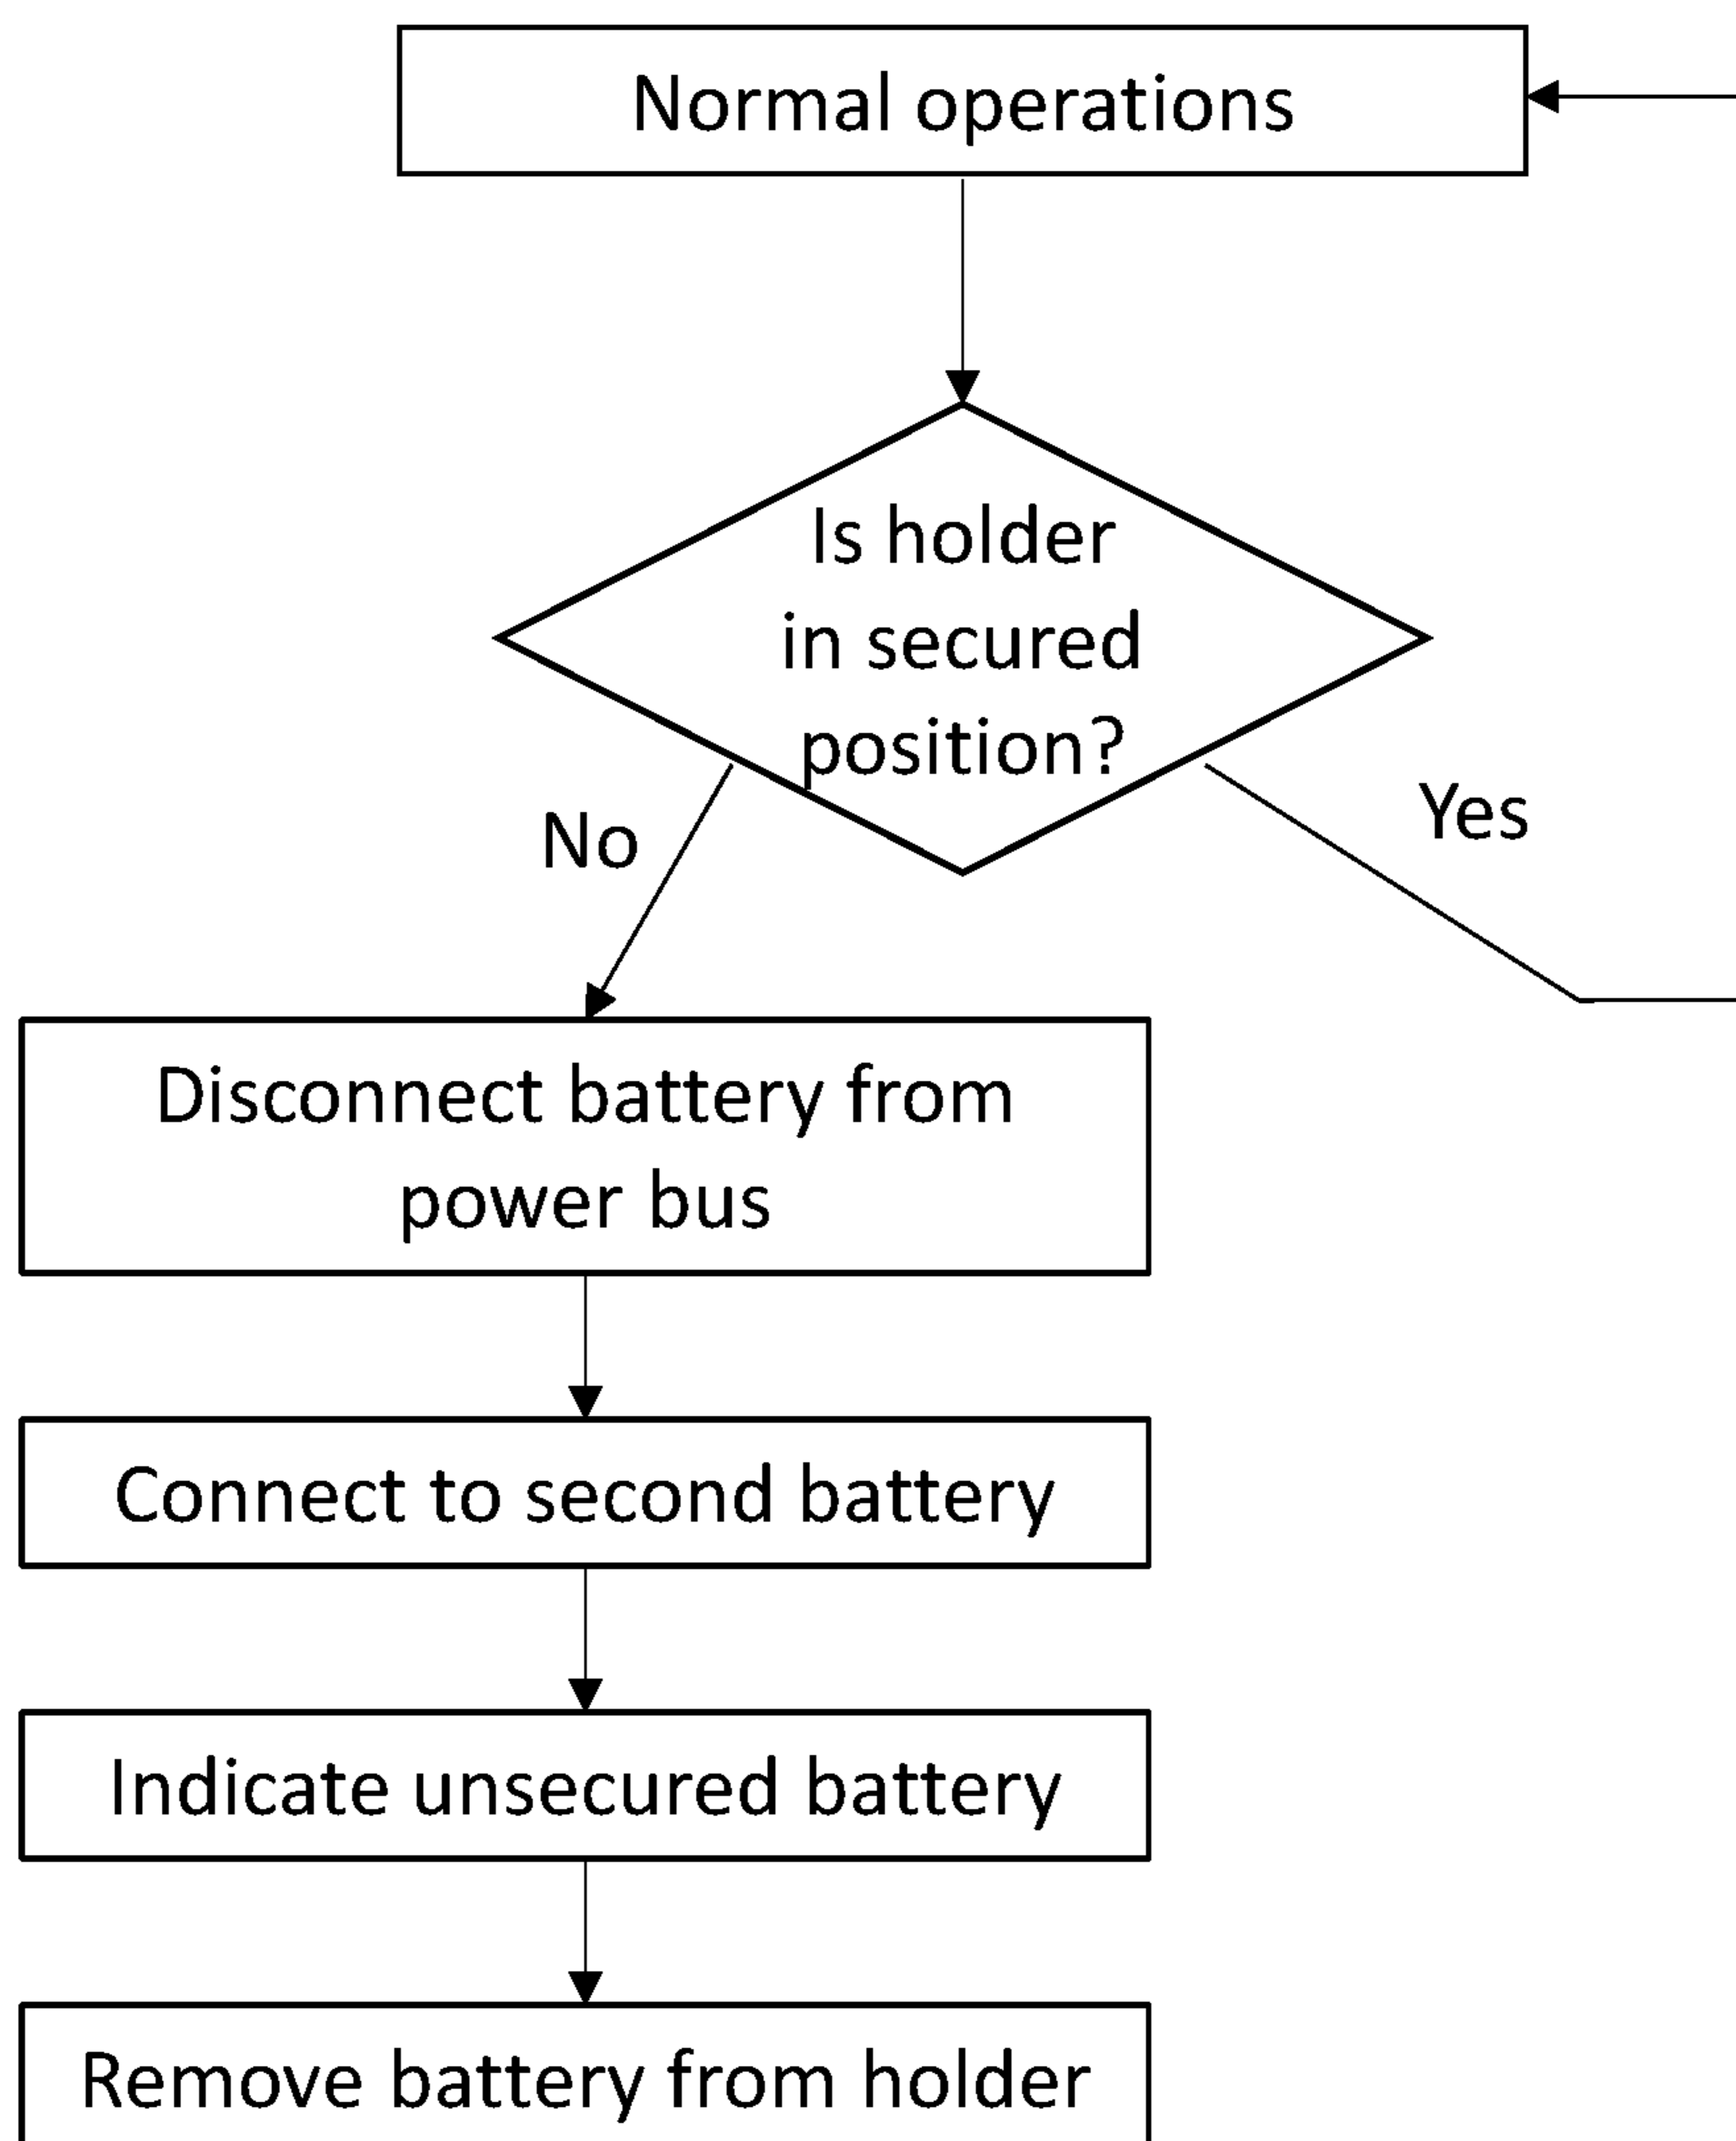 Normal operations
Is holder
in secured
position?
No
Yes
Disconnect battery from
power bus
Connect to second battery
Indicate unsecured battery
Remove battery from holder